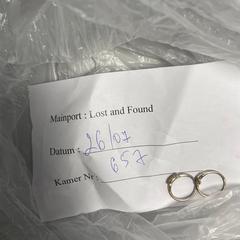 Mainport : Lost and Found
Datum : 26/07
Kamer Nr : 657